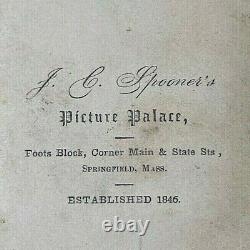 J. C. Spooner's
Picture Palace,
Foots Block, Corner Main & State Sts,
Springfield, Mass.
Established 1846.